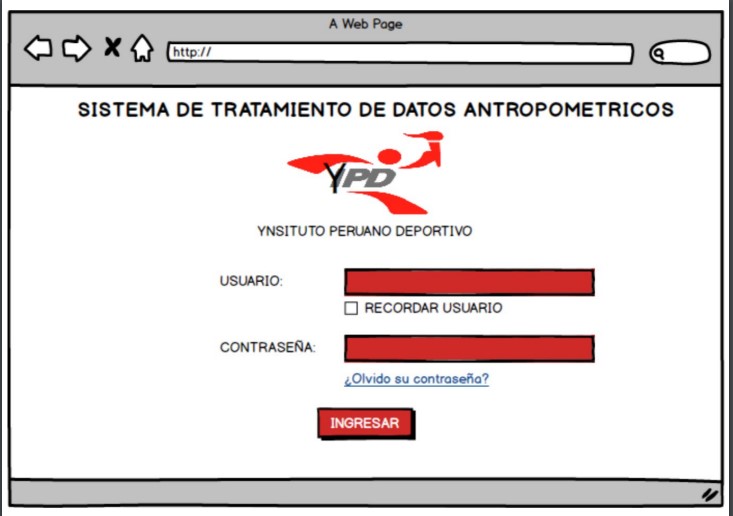 A Web Page
http://
SISTEMA DE TRATAMIENTO DE DATOS ANTROPOMETRICOS
YPD
YNSITUTO PERUANO DEPORTIVO
USUARIO:
RECORDAR USUARIO
CONTRASEÑA:
¿Olvido su contraseña?
INGRESAR